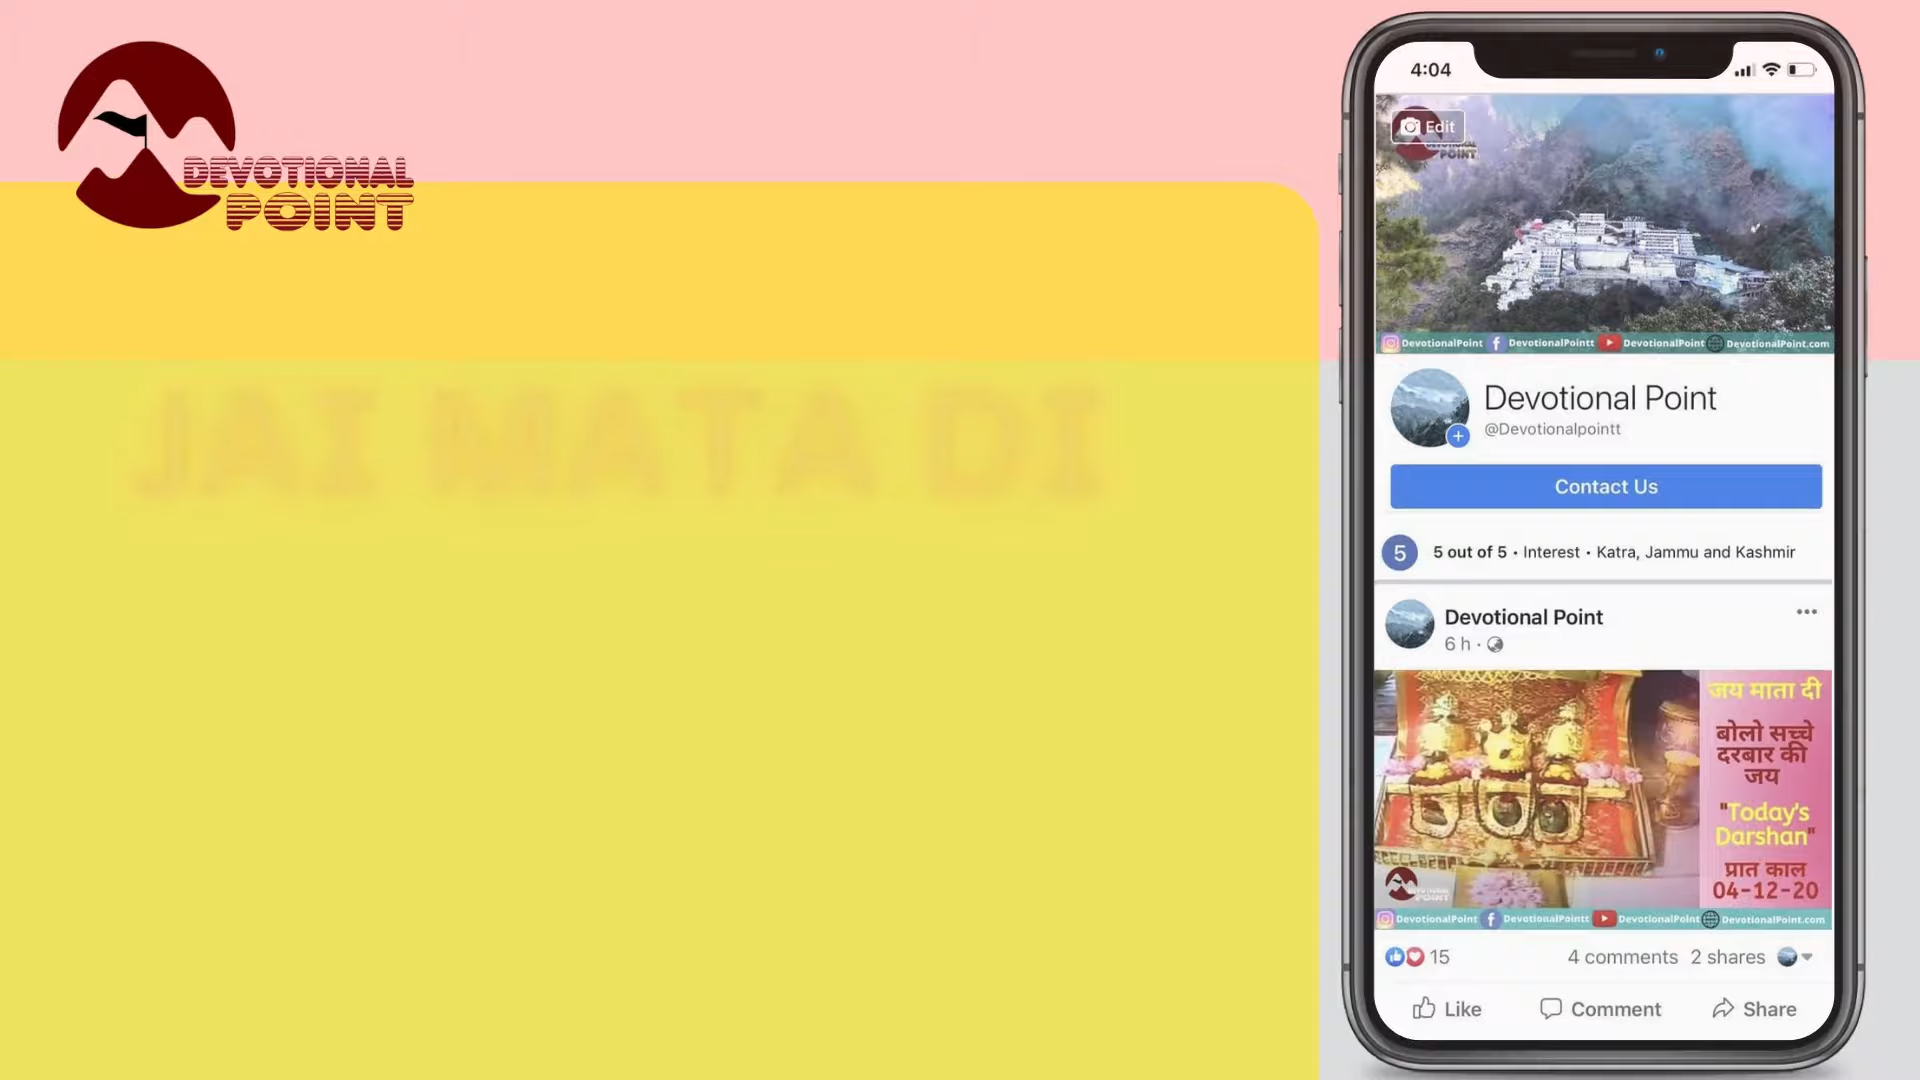 DEVOTIONAL
POINT
JAI MATA DI
4:04
Edit
POINT
DevotionalPoint DevotionalPointt DevotionalPoint DevotionalPoint.com
Devotional Point
@Devotionalpointt
Contact Us
5 5 out of 5 • Interest • Katra, Jammu and Kashmir
Devotional Point
6 h ·
जय माता दी
बोलो सच्चे
दरबार की
जय
"Today's
Darshan"
प्रात काल
04-12-20
POINT
DevotionalPoint DevotionalPointt DevotionalPoint DevotionalPoint.com
15 4 comments 2 shares
Like Comment Share